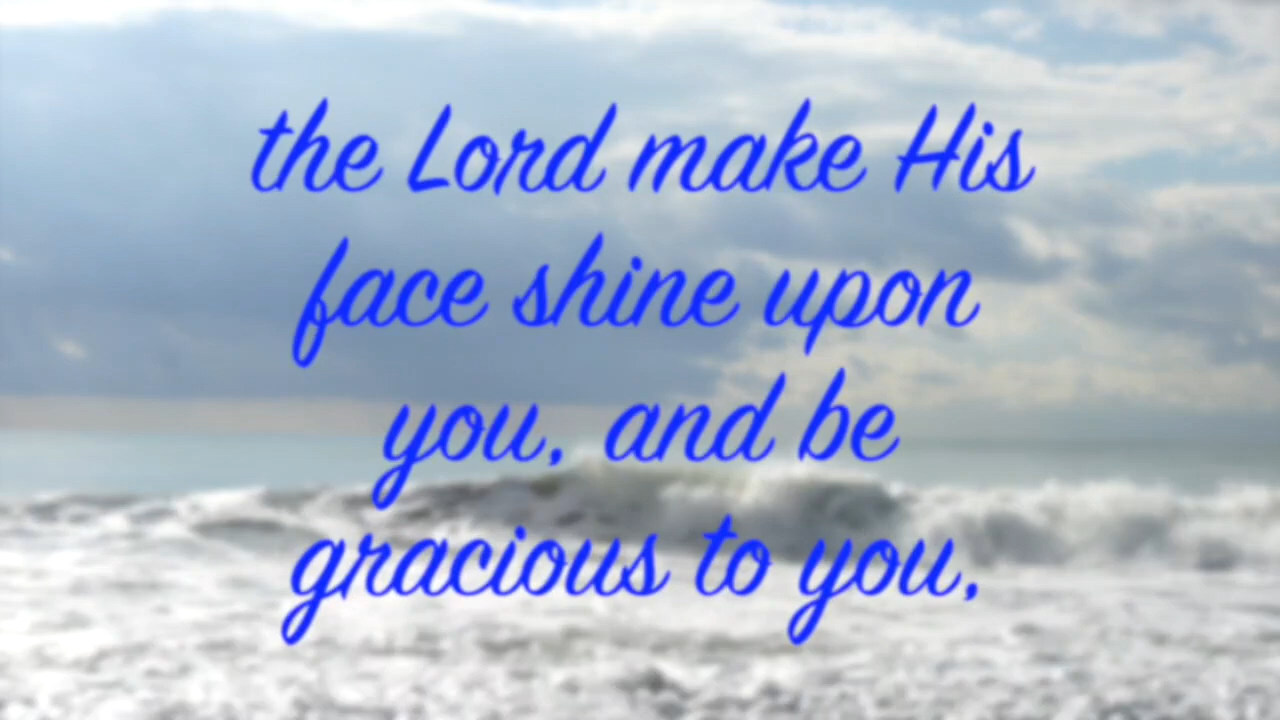 the Lord make His
face shine upon
you, and be
gracious to you,